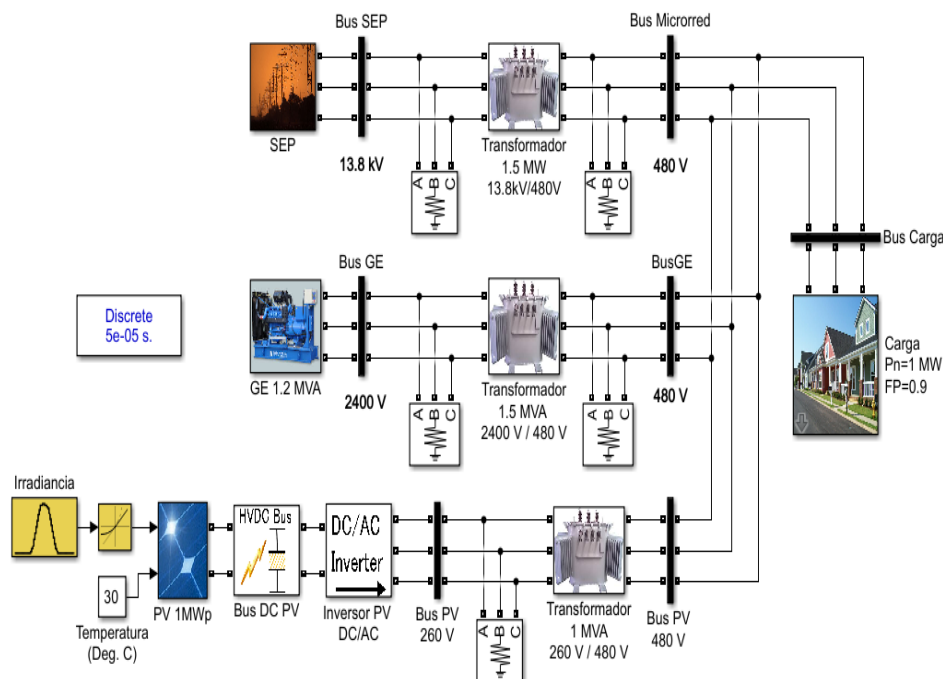 Bus SEP
Bus Microrred
SEP
13.8 kV
A B C
Transformador
1.5 MW
13.8kV/480V
A B C
480 V
Bus Carga
Carga
Pn=1 MW
FP=0.9
Discrete
5e-05 s.
Bus GE
BusGE
GE 1.2 MVA
2400 V
A B C
Transformador
1.5 MVA
2400 V / 480 V
A B C
480 V
Irradiancia
30
Temperatura
(Deg. C)
PV 1MWp
HVDC Bus
Bus DC PV
DC/AC
Inverter
Inversor PV
DC/AC
Bus PV
260 V
A B C
Transformador
1 MVA
260 V / 480 V
Bus PV
480 V